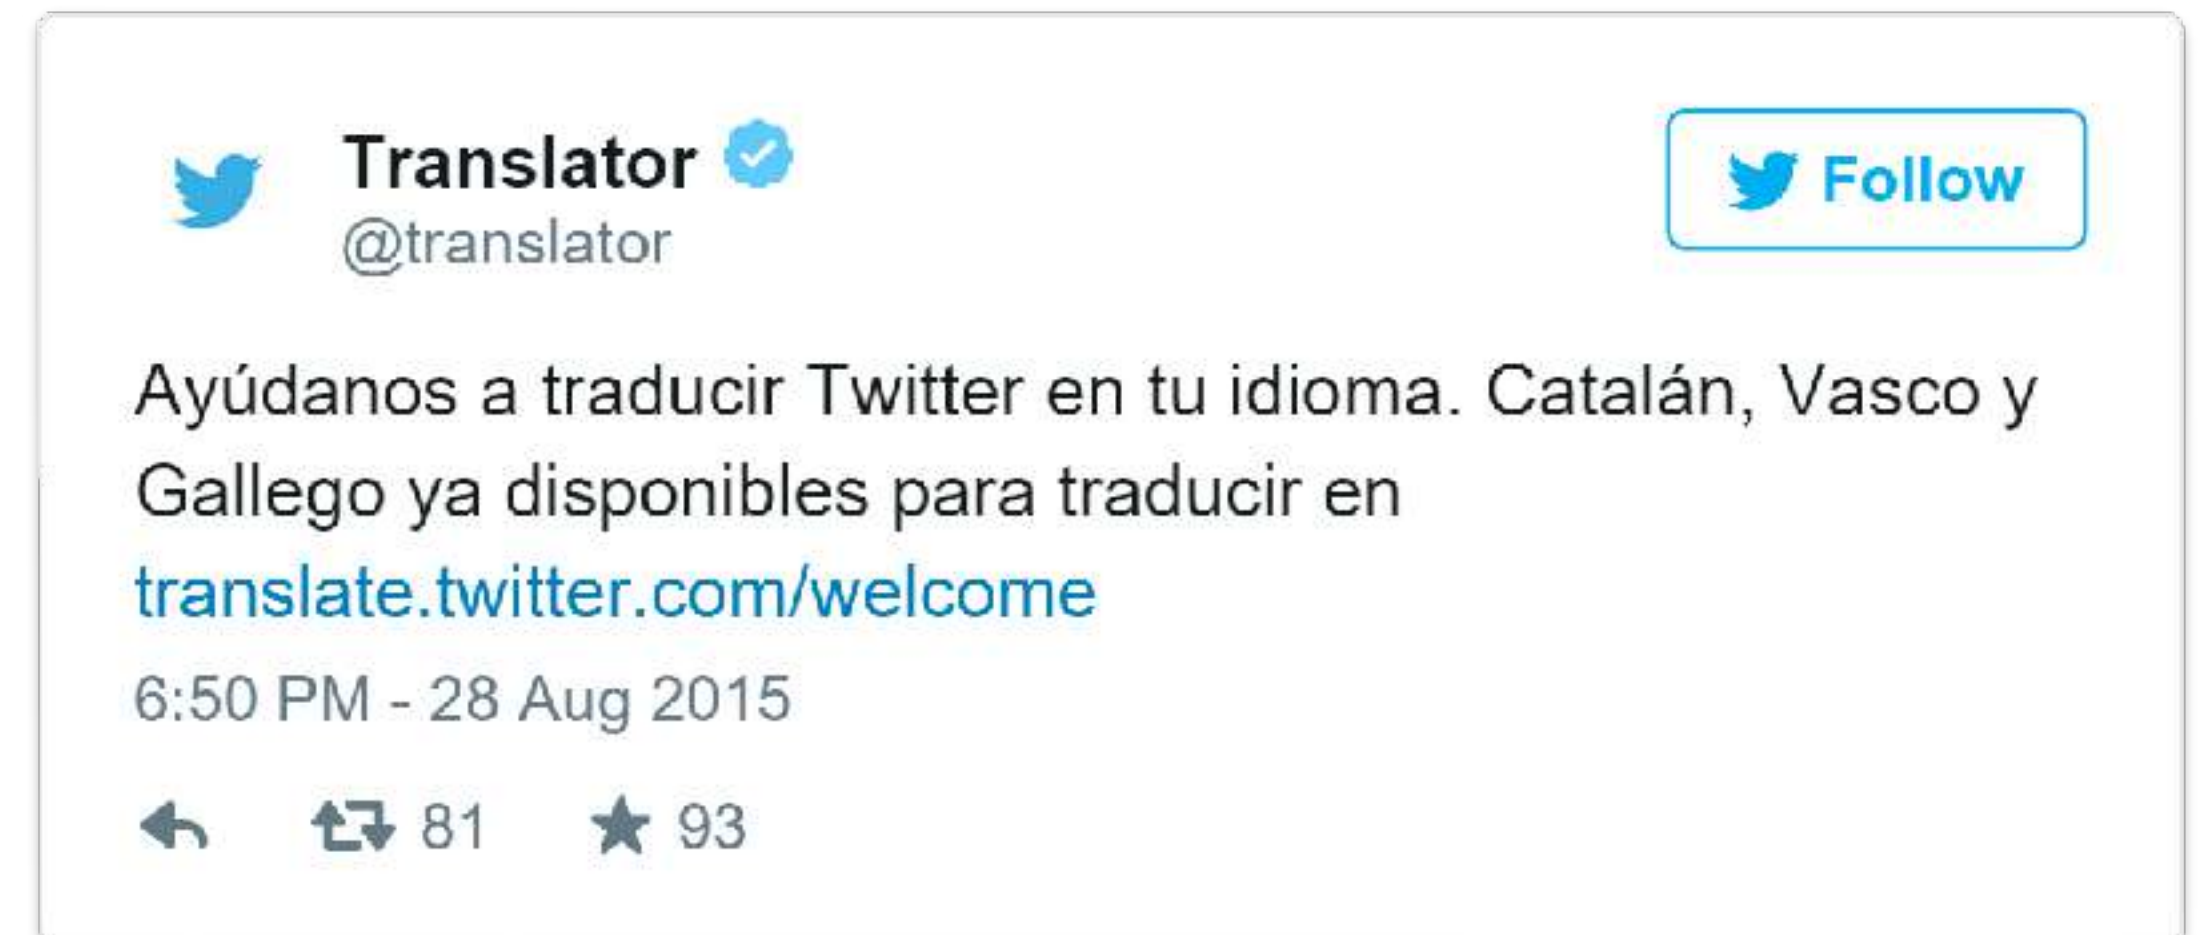 Translator
Follow
@translator
Ayúdanos a traducir Twitter en tu idioma. Catalán, Vasco y
Gallego ya disponibles para traducir en
translate.twitter.com/welcome
6:50 PM - 28 Aug 2015
81 93